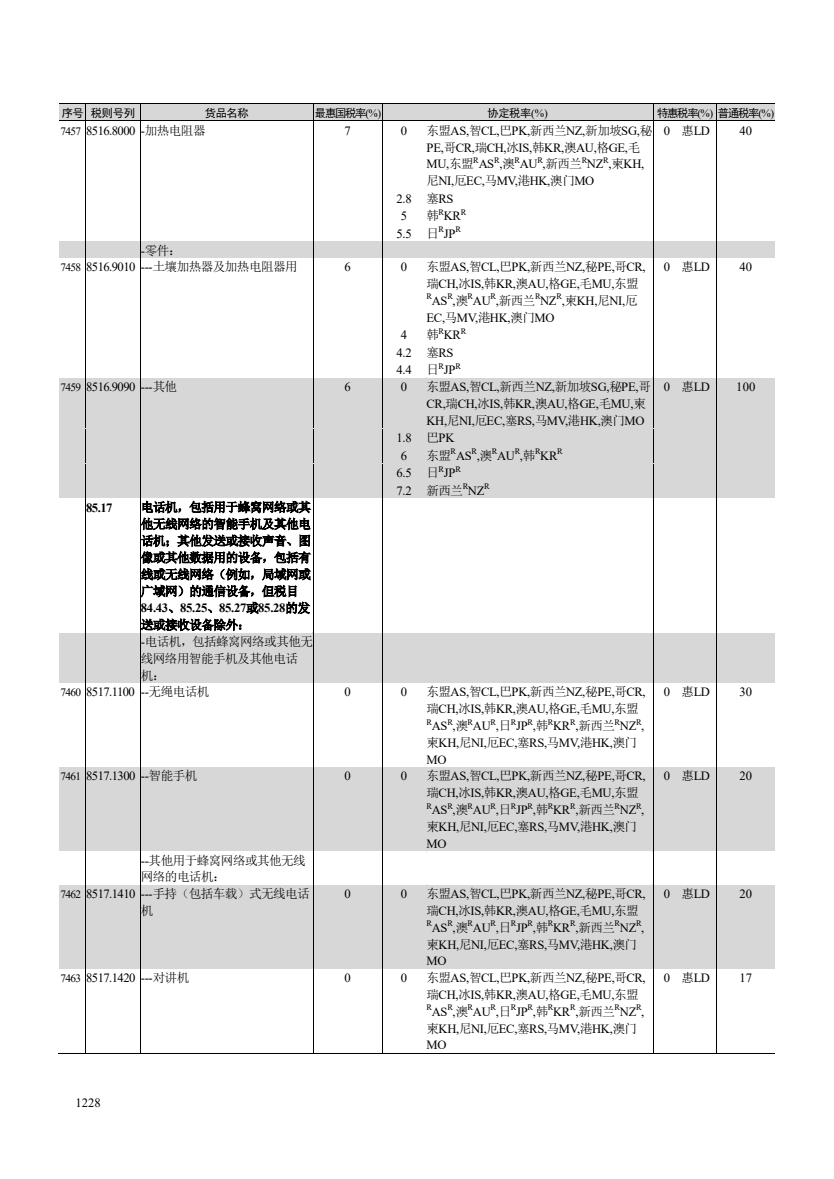 序号 税则号列 货品名称 最惠国税率(%) 协定税率(%) 特惠税率(%) 普通税率(%)
7457 8516.8000 -加热电阻器 7 0 东盟AS,智CL,巴PK,新西兰NZ,新加坡SG,秘 0 惠LD 40
PE,哥CR,瑞CH,冰IS,韩KR,澳AU,格GE,毛
MU,东盟ᴿASᴿ,澳ᴿAUᴿ,新西兰ᴿNZᴿ,柬KH,
尼NI,厄EC,马MV,港HK,澳门MO
2.8 塞RS
5 韩ᴿKRᴿ
5.5 日ᴿJPᴿ
-零件：
7458 8516.9010 ---土壤加热器及加热电阻器用 6 0 东盟AS,智CL,巴PK,新西兰NZ,秘PE,哥CR, 0 惠LD 40
瑞CH,冰IS,韩KR,澳AU,格GE,毛MU,东盟
ᴿASᴿ,澳ᴿAUᴿ,新西兰ᴿNZᴿ,柬KH,尼NI,厄
EC,马MV,港HK,澳门MO
4 韩ᴿKRᴿ
4.2 塞RS
4.4 日ᴿJPᴿ
7459 8516.9090 ---其他 6 0 东盟AS,智CL,新西兰NZ,新加坡SG,秘PE,哥 0 惠LD 100
CR,瑞CH,冰IS,韩KR,澳AU,格GE,毛MU,柬
KH,尼NI,厄EC,塞RS,马MV,港HK,澳门MO
1.8 巴PK
6 东盟ᴿASᴿ,澳ᴿAUᴿ,韩ᴿKRᴿ
6.5 日ᴿJPᴿ
7.2 新西兰ᴿNZᴿ
85.17 电话机，包括用于蜂窝网络或其
他无线网络的智能手机及其他电
话机；其他发送或接收声音、图
像或其他数据用的设备，包括有
线或无线网络（例如，局域网或
广域网）的通信设备，但税目
84.43、85.25、85.27或85.28的发
送或接收设备除外：
-电话机，包括蜂窝网络或其他无
线网络用智能手机及其他电话
机：
7460 8517.1100 --无绳电话机 0 0 东盟AS,智CL,巴PK,新西兰NZ,秘PE,哥CR, 0 惠LD 30
瑞CH,冰IS,韩KR,澳AU,格GE,毛MU,东盟
ᴿASᴿ,澳ᴿAUᴿ,日ᴿJPᴿ,韩ᴿKRᴿ,新西兰ᴿNZᴿ,
柬KH,尼NI,厄EC,塞RS,马MV,港HK,澳门
MO
7461 8517.1300 --智能手机 0 0 东盟AS,智CL,巴PK,新西兰NZ,秘PE,哥CR, 0 惠LD 20
瑞CH,冰IS,韩KR,澳AU,格GE,毛MU,东盟
ᴿASᴿ,澳ᴿAUᴿ,日ᴿJPᴿ,韩ᴿKRᴿ,新西兰ᴿNZᴿ,
柬KH,尼NI,厄EC,塞RS,马MV,港HK,澳门
MO
--其他用于蜂窝网络或其他无线
网络的电话机：
7462 8517.1410 ---手持（包括车载）式无线电话 0 0 东盟AS,智CL,巴PK,新西兰NZ,秘PE,哥CR, 0 惠LD 20
机 瑞CH,冰IS,韩KR,澳AU,格GE,毛MU,东盟
ᴿASᴿ,澳ᴿAUᴿ,日ᴿJPᴿ,韩ᴿKRᴿ,新西兰ᴿNZᴿ,
柬KH,尼NI,厄EC,塞RS,马MV,港HK,澳门
MO
7463 8517.1420 ---对讲机 0 0 东盟AS,智CL,巴PK,新西兰NZ,秘PE,哥CR, 0 惠LD 17
瑞CH,冰IS,韩KR,澳AU,格GE,毛MU,东盟
ᴿASᴿ,澳ᴿAUᴿ,日ᴿJPᴿ,韩ᴿKRᴿ,新西兰ᴿNZᴿ,
柬KH,尼NI,厄EC,塞RS,马MV,港HK,澳门
MO
1228